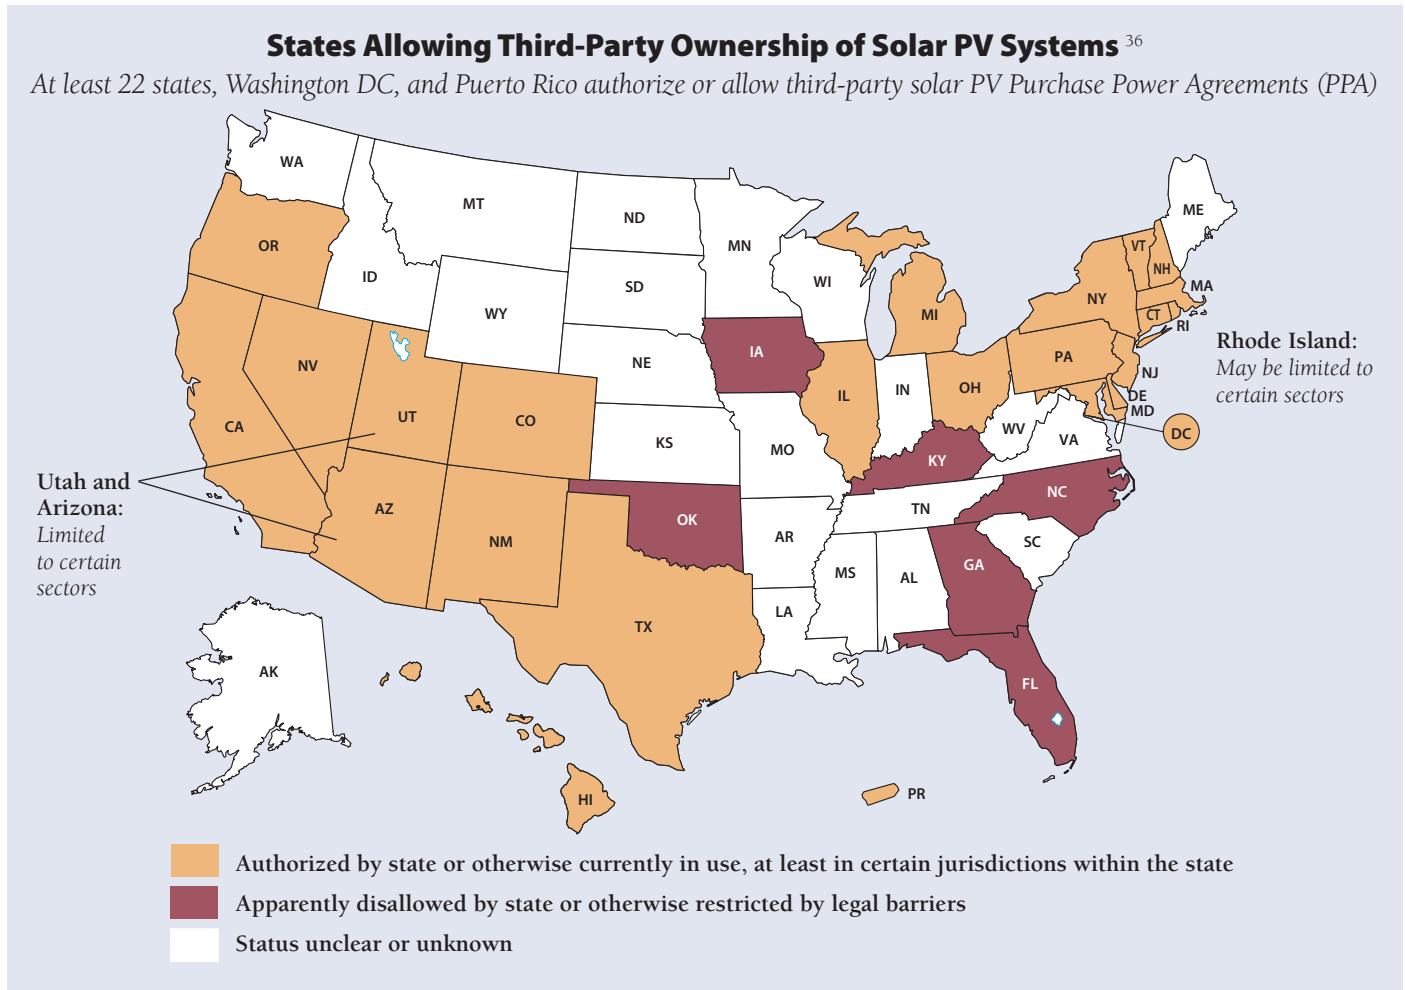 States Allowing Third-Party Ownership of Solar PV Systems 36
At least 22 states, Washington DC, and Puerto Rico authorize or allow third-party solar PV Purchase Power Agreements (PPA)
WA
MT
ND
MN
ME
OR
ID
SD
WI
VT
NH
WY
MI
NY
MA
CT
RI
NV
NE
IA
PA
Rhode Island:
May be limited to
certain sectors
UT
CO
IL
IN
OH
NJ
DE
MD
CA
KS
MO
WV
VA
DC
KY
Utah and
Arizona:
Limited
to certain
sectors
AZ
NM
OK
AR
TN
NC
SC
MS
AL
GA
LA
TX
AK
FL
HI
PR
Authorized by state or otherwise currently in use, at least in certain jurisdictions within the state
Apparently disallowed by state or otherwise restricted by legal barriers
Status unclear or unknown